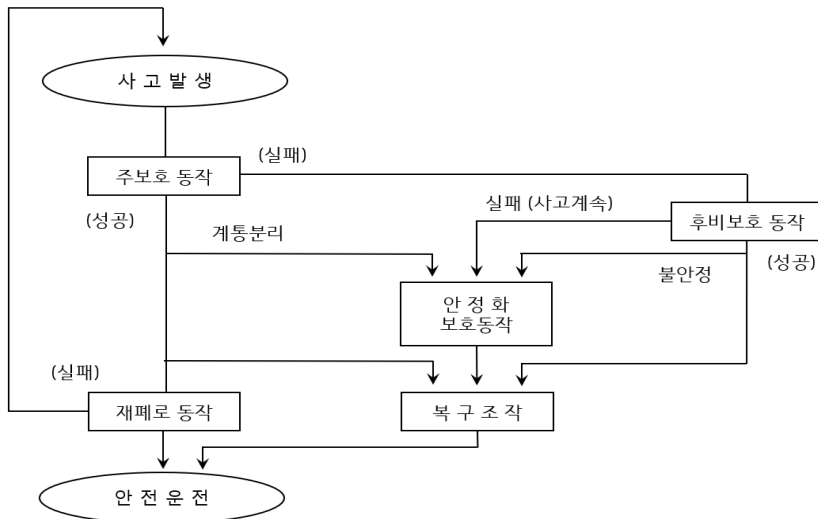 사 고 발 생
(실패)
주보호 동작
실패 (사고계속)
(성공)
후비보호 동작
계통분리
(성공)
불안정
안 정 화
보호동작
(실패)
재폐로 동작
복 구 조 작
안 전 운 전